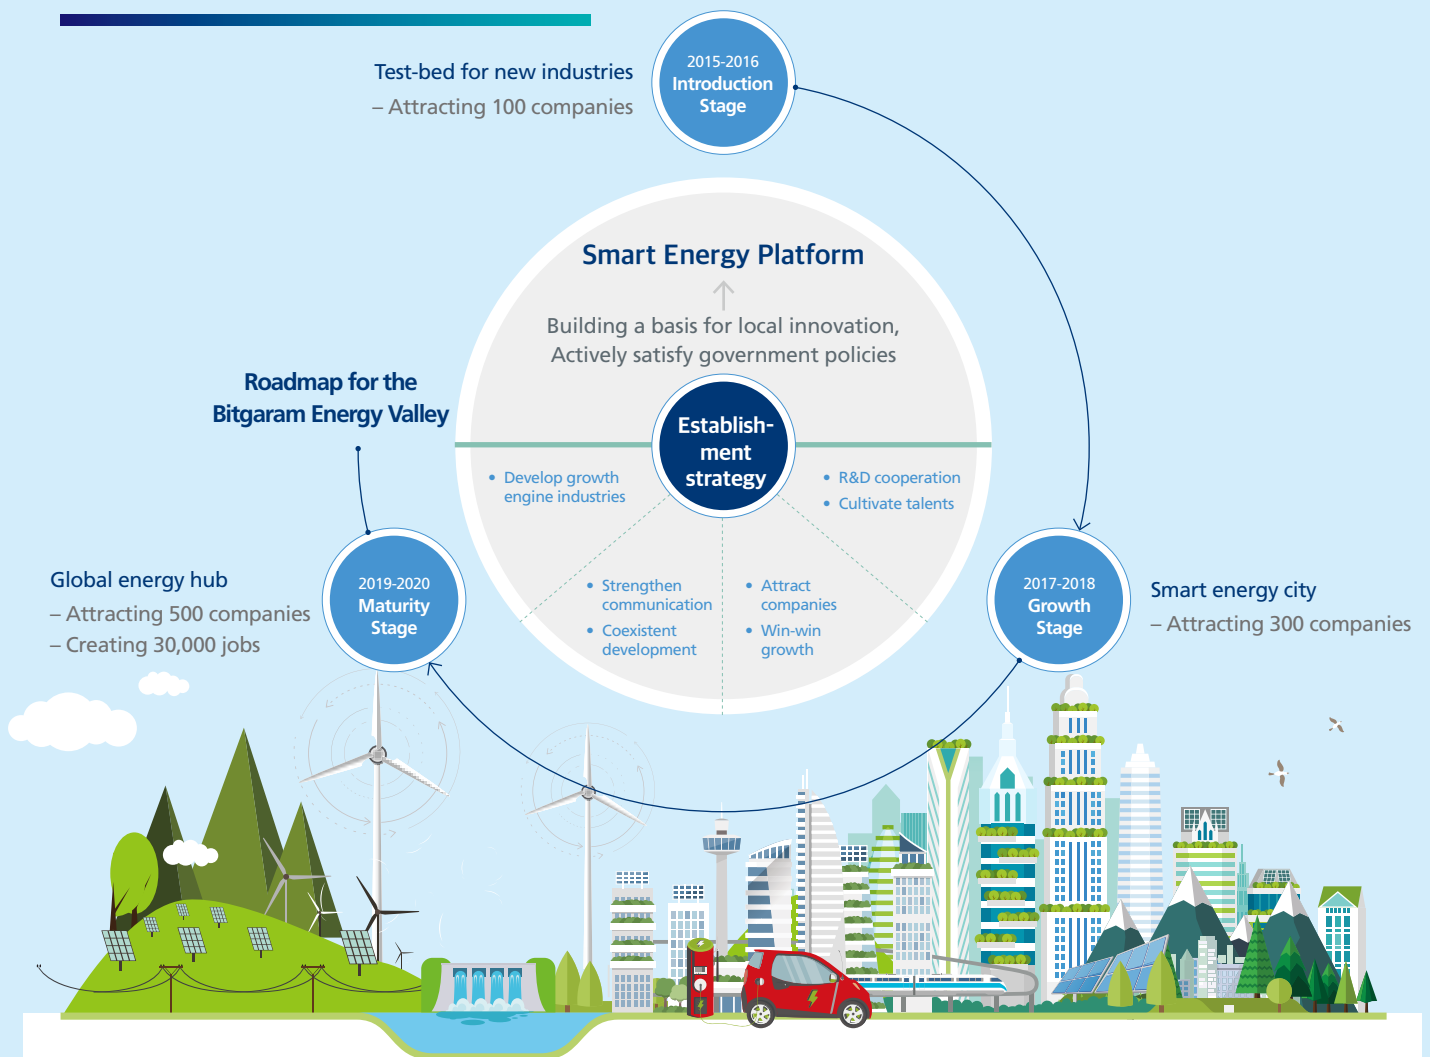 2015-2016
Introduction
Stage
Test-bed for new industries
– Attracting 100 companies
Smart Energy Platform
Building a basis for local innovation,
Actively satisfy government policies
Roadmap for the
Bitgaram Energy Valley
Establish-
ment
strategy
• Develop growth
engine industries
• R&D cooperation
• Cultivate talents
• Strengthen
communication
• Coexistent
development
• Attract
companies
• Win-win
growth
2019-2020
Maturity
Stage
Global energy hub
– Attracting 500 companies
– Creating 30,000 jobs
2017-2018
Growth
Stage
Smart energy city
– Attracting 300 companies